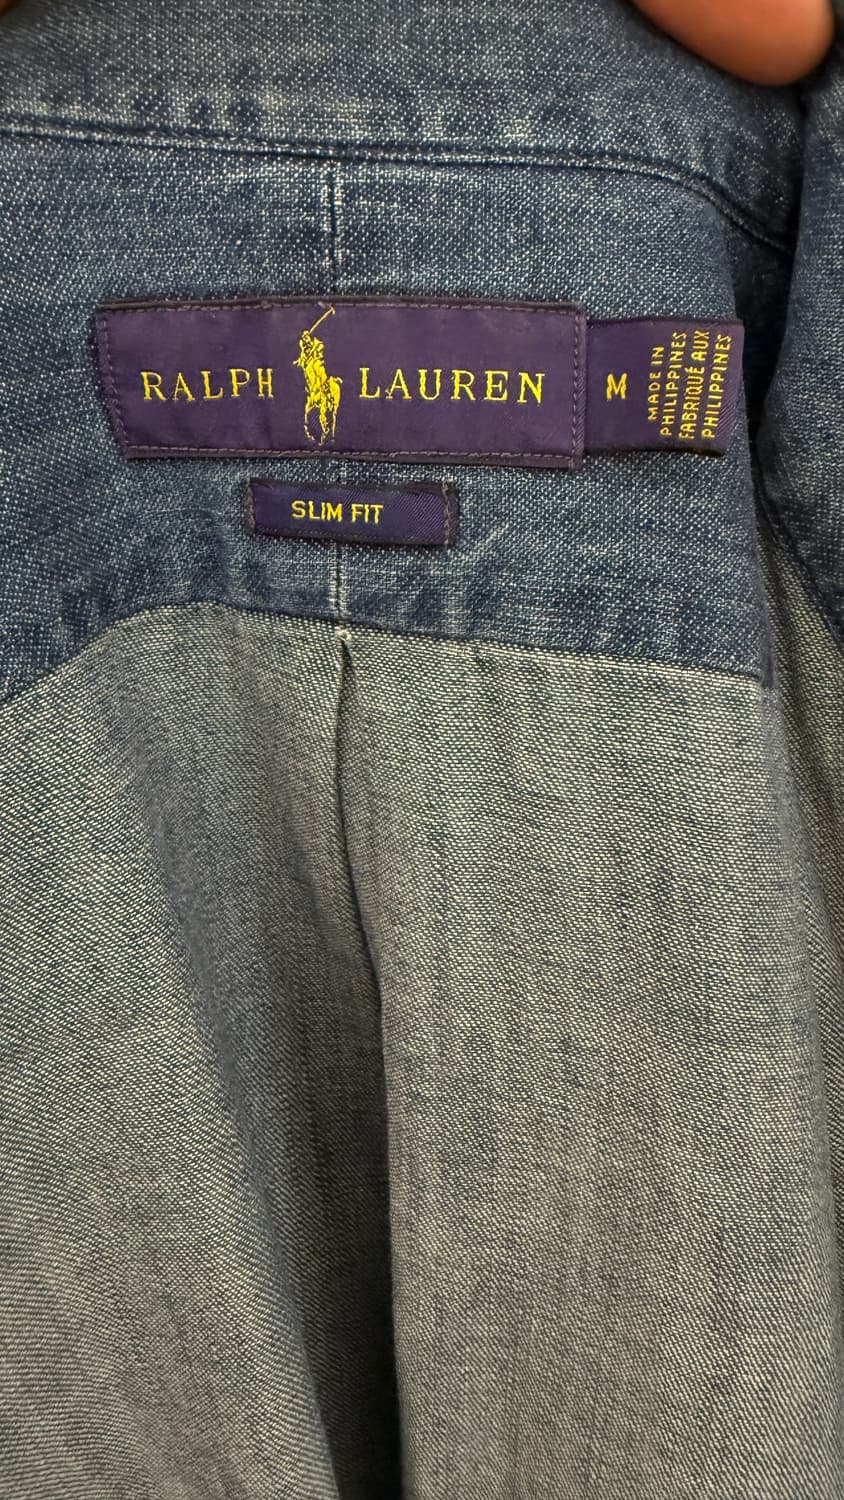 RALPH LAUREN
M
MADE IN
PHILIPPINES
FABRIQUÉ AUX
PHILIPPINES
SLIM FIT